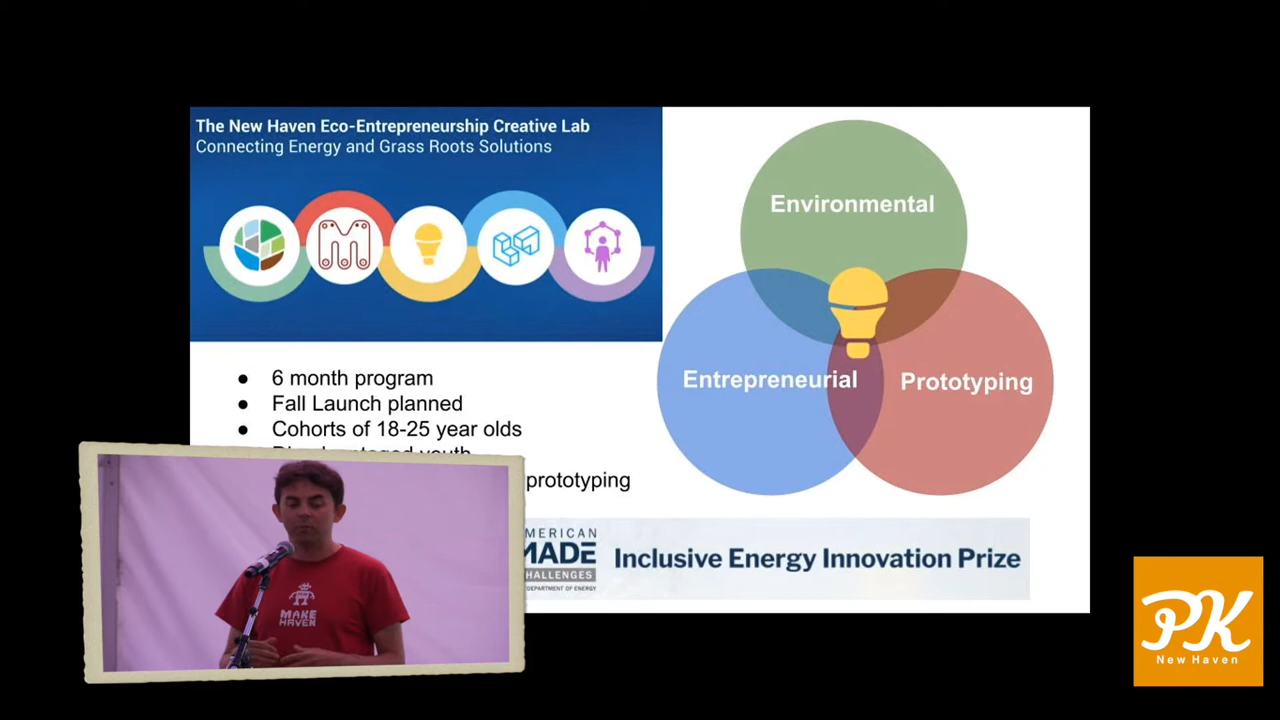 The New Haven Eco-Entrepreneurship Creative Lab
Connecting Energy and Grass Roots Solutions
Environmental
Entrepreneurial
Prototyping
● 6 month program
● Fall Launch planned
● Cohorts of 18-25 year olds
youth
prototyping
MERICAN
MADE
HALLENGES
DEPARTMENT OF ENERGY
Inclusive Energy Innovation Prize
MAKE
HAVEN
PK
New Haven